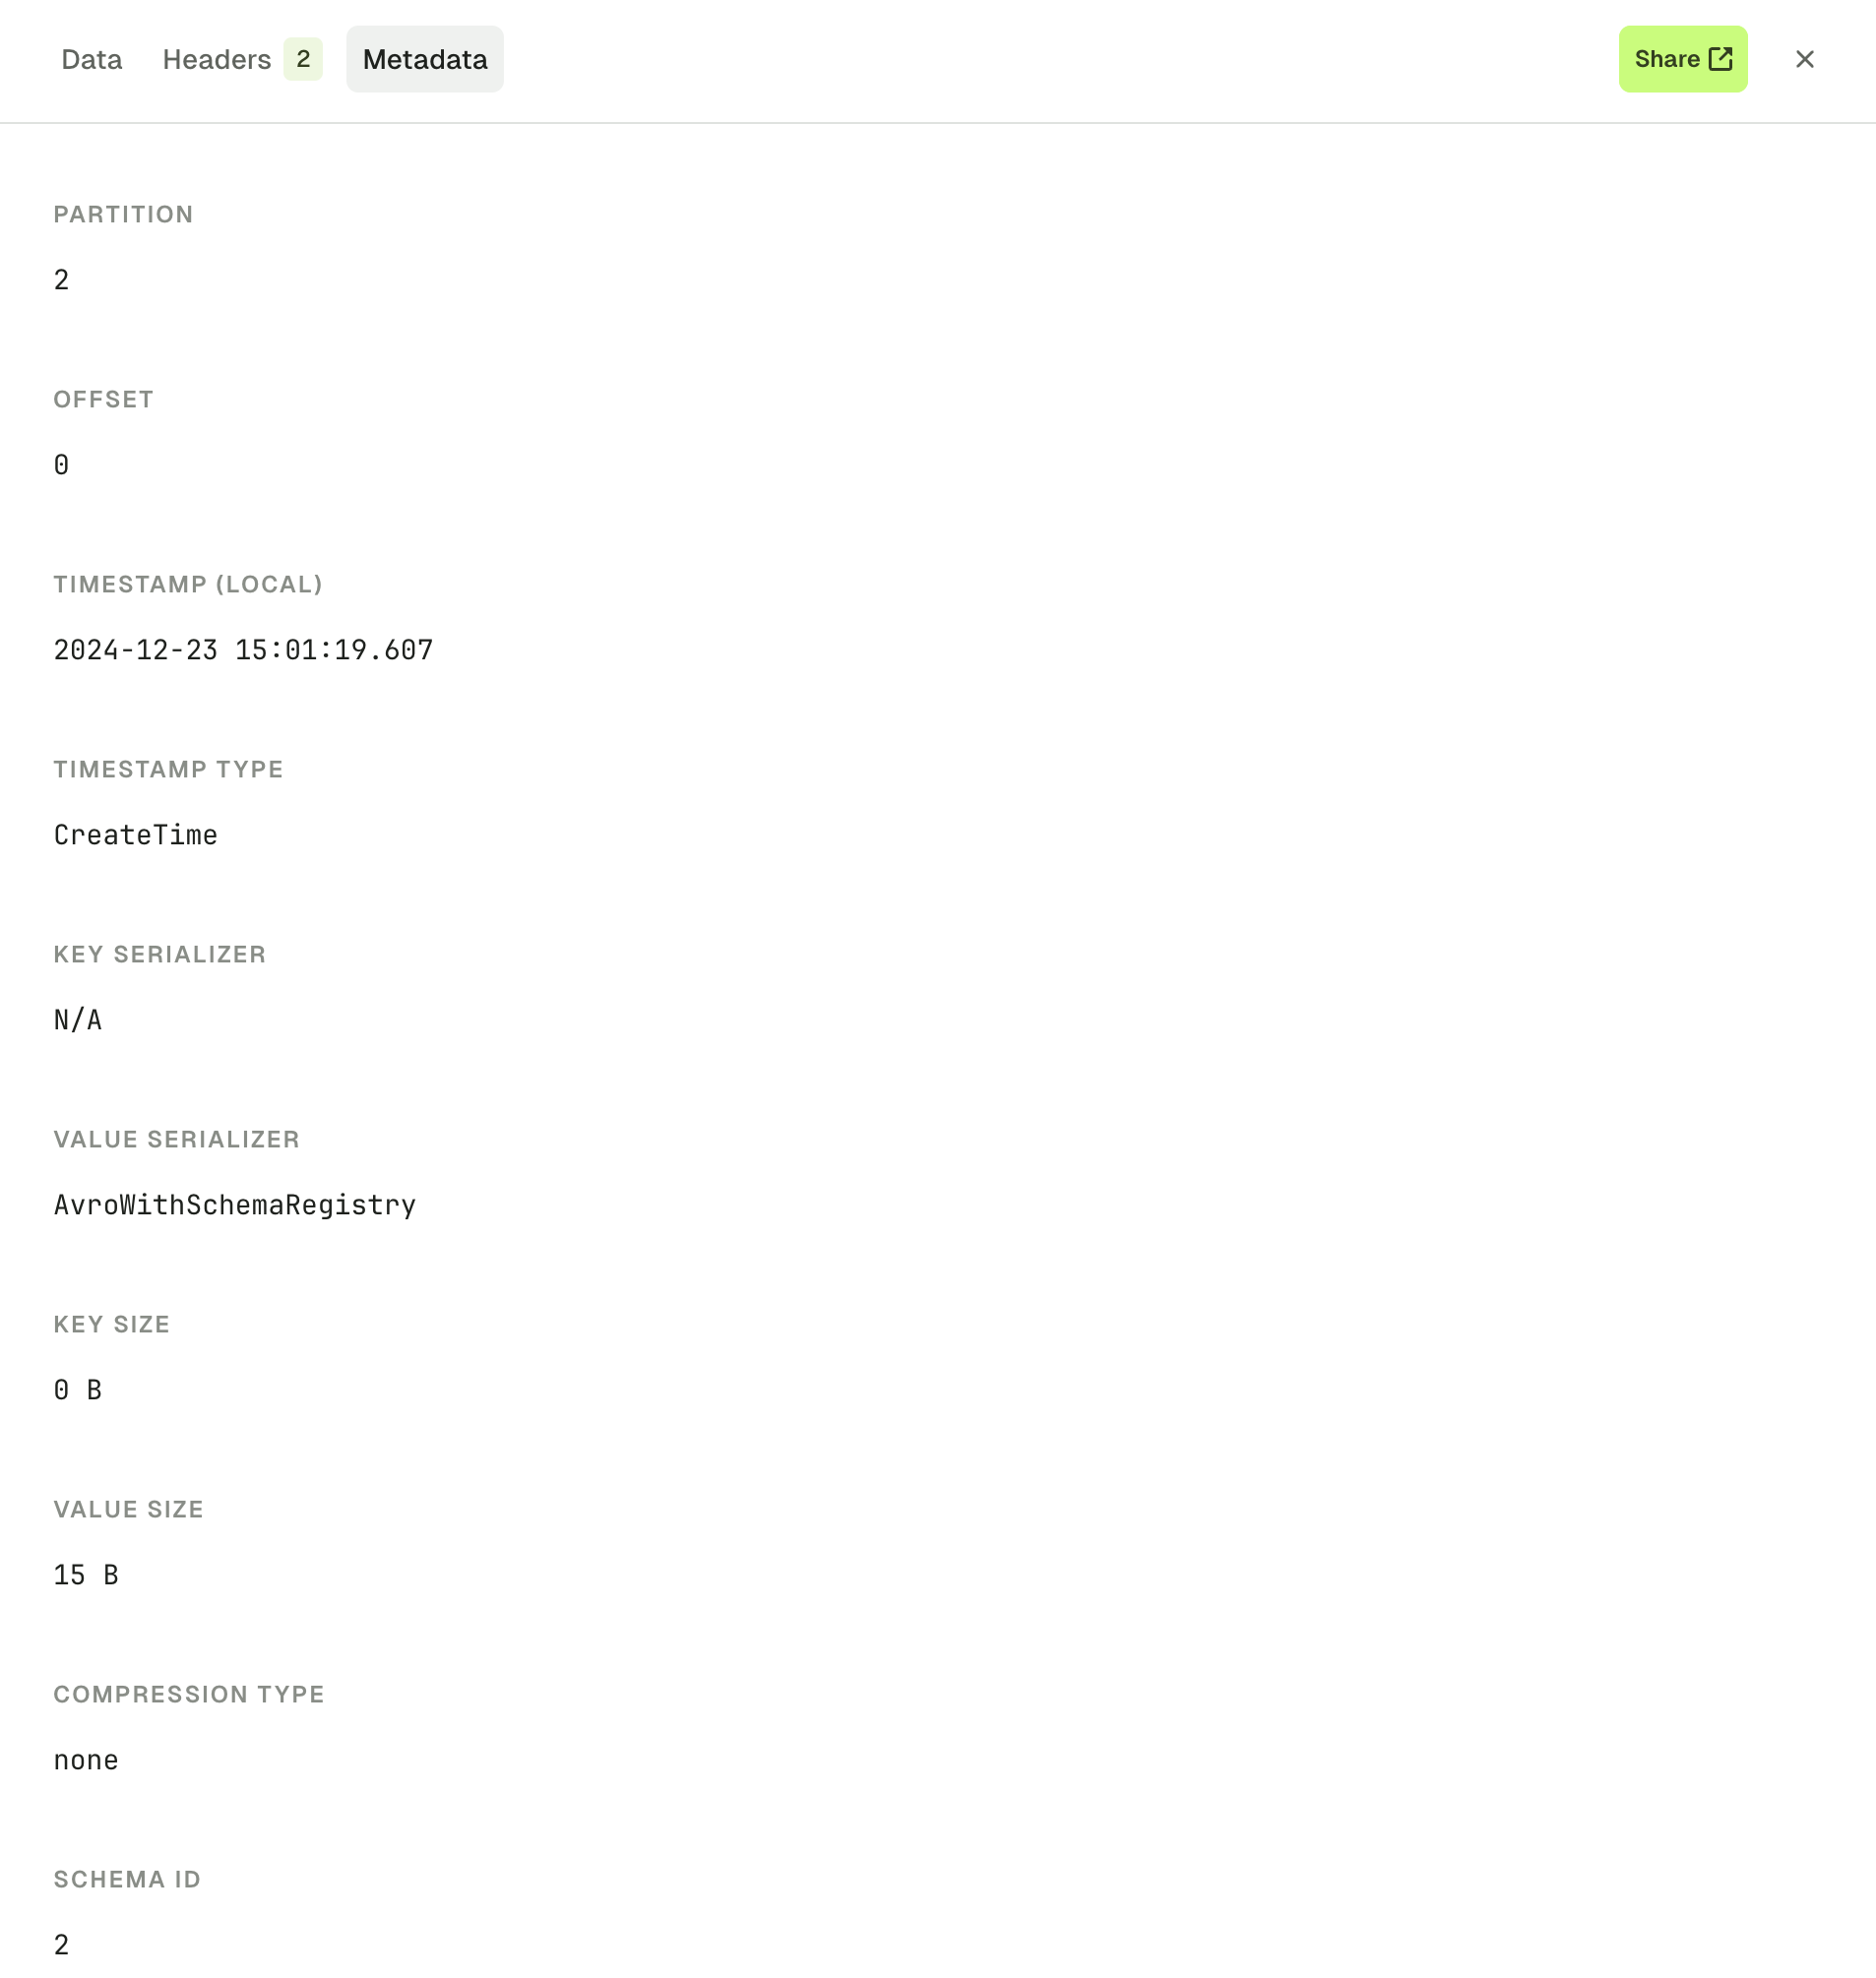 Data Headers 2 Metadata Share
PARTITION
2
OFFSET
0
TIMESTAMP (LOCAL)
2024-12-23 15:01:19.607
TIMESTAMP TYPE
CreateTime
KEY SERIALIZER
N/A
VALUE SERIALIZER
AvroWithSchemaRegistry
KEY SIZE
0 B
VALUE SIZE
15 B
COMPRESSION TYPE
none
SCHEMA ID
2